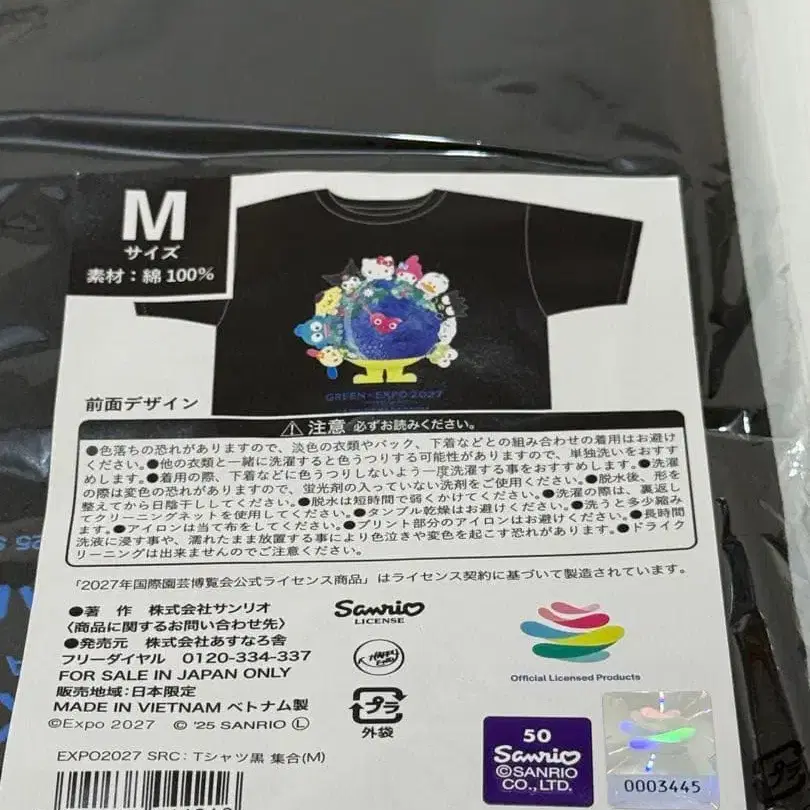 M
サイズ
素材：綿100%
GREEN×EXPO 2027
前面デザイン
注意 必ずお読みください。
●色落ちの恐れがありますので、淡色の衣類やバック、下着などとの組み合わせの着用はお避け
ください。●他の衣類と一緒に洗濯すると色うつりする可能性がありますので、単独洗いをおす
すめします。●着用の際、下着などに色うつりしないよう一度洗濯する事をおすすめします。●洗濯
の際は変色の恐れがありますので、蛍光剤の入っていない洗剤をご使用ください。●脱水後、形を
整えてから日陰干ししてください。●脱水は短時間で弱くかけてください。●洗濯の際は、裏返し
てクリーニングネットを使用してください。●タンブル乾燥はお避けください。●洗うと多少縮み
ます。●アイロンは当て布をしてください。●プリント部分のアイロンはお避けください。●長時間
洗液に浸す事や、濡れたまま放置する事により色泣きや変色を起こす恐れがあります。●ドライク
リーニングは出来ませんのでご注意ください。
「2027年国際園芸博覧会公式ライセンス商品」はライセンス契約に基づいて製造されています。
●著 作 株式会社サンリオ
〈商品に関するお問い合わせ先〉
●発売元 株式会社あすなろ舎
フリーダイヤル 0120-334-337
FOR SALE IN JAPAN ONLY
販売地域：日本限定
MADE IN VIETNAM ベトナム製
©Expo 2027 © '25 SANRIO Ⓛ
EXPO2027 SRC：Tシャツ黒 集合(M)
Sanrio
LICENSE
プラ
外袋
Official Licensed Products
50
Sanrio
©SANRIO
CO., LTD.
0003445
プラ